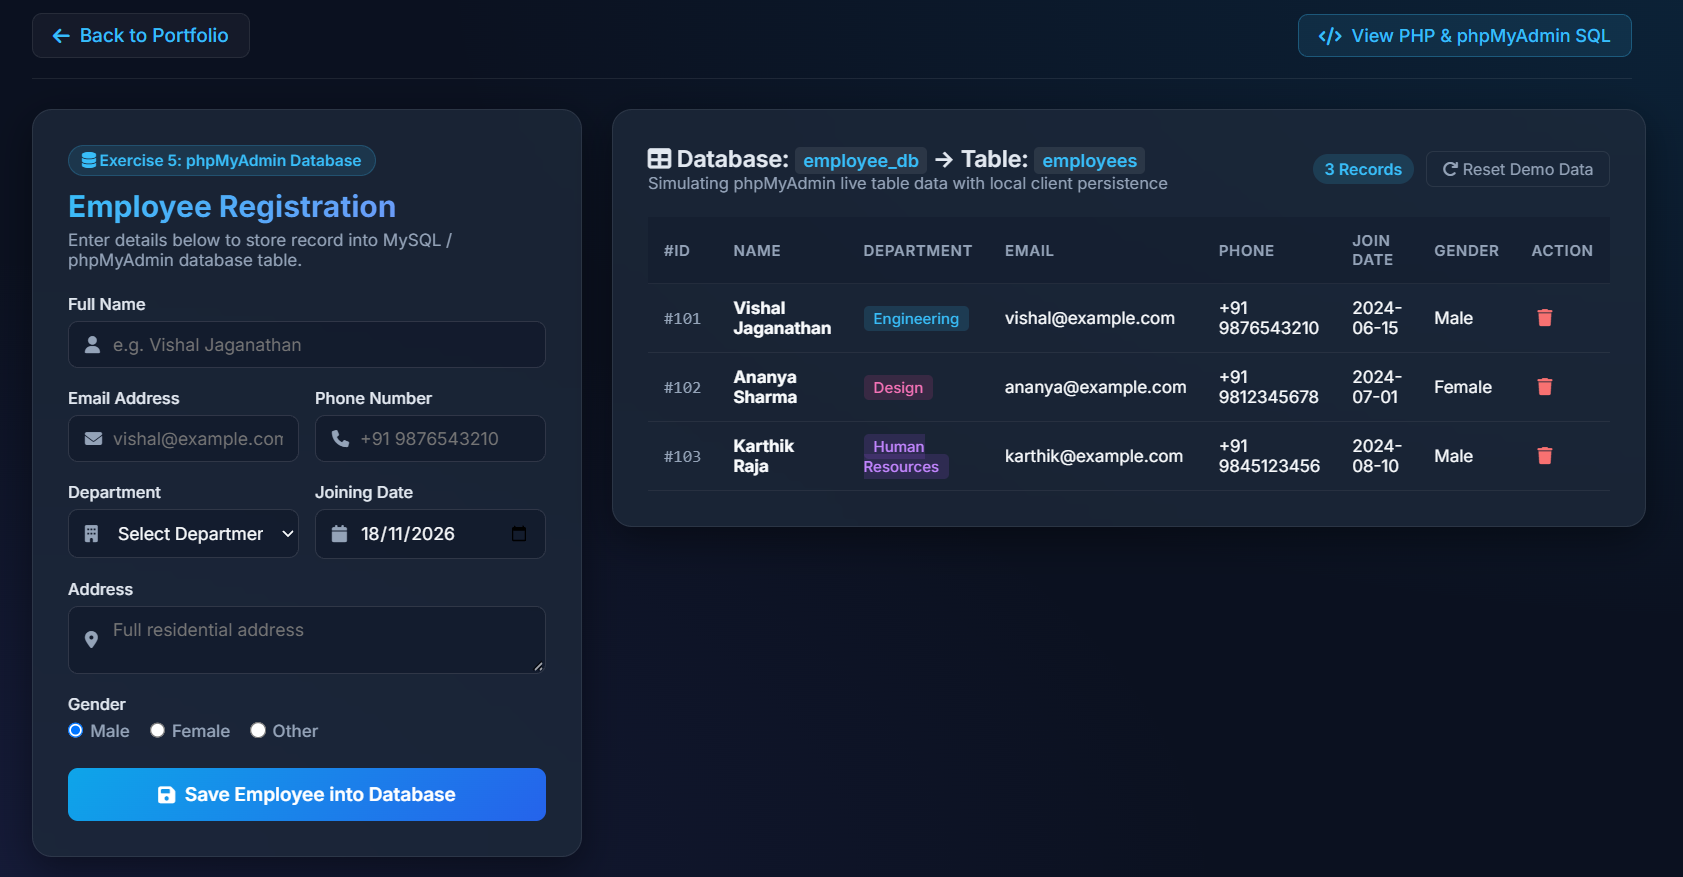 Back to Portfolio
</> View PHP & phpMyAdmin SQL
Exercise 5: phpMyAdmin Database
Employee Registration
Enter details below to store record into MySQL /
phpMyAdmin database table.
Full Name
e.g. Vishal Jaganathan
Email Address
Phone Number
vishal@example.com
+91 9876543210
Department
Joining Date
Select Departmer
18/11/2026
Address
Full residential address
Gender
Male
Female
Other
Save Employee into Database
Database: employee_db → Table: employees
Simulating phpMyAdmin live table data with local client persistence
3 Records
Reset Demo Data
#ID NAME DEPARTMENT EMAIL PHONE JOIN DATE GENDER ACTION
#101 Vishal Jaganathan Engineering vishal@example.com +91 9876543210 2024-06-15 Male
#102 Ananya Sharma Design ananya@example.com +91 9812345678 2024-07-01 Female
#103 Karthik Raja Human Resources karthik@example.com +91 9845123456 2024-08-10 Male